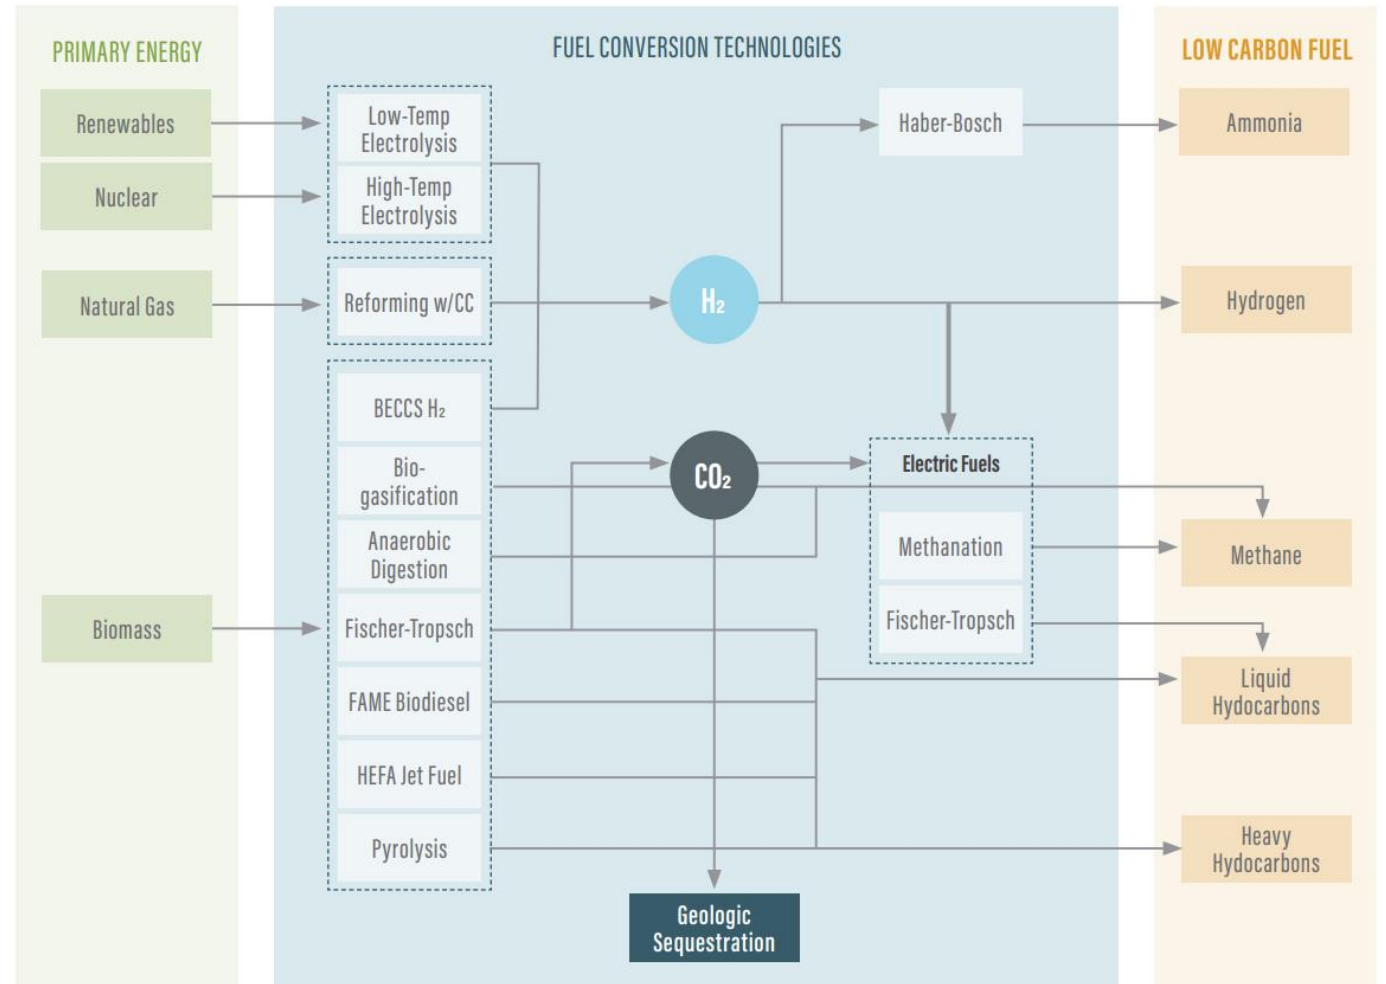 PRIMARY ENERGY
Renewables
Nuclear
Natural Gas
Biomass
FUEL CONVERSION TECHNOLOGIES
Low-Temp
Electrolysis
High-Temp
Electrolysis
Reforming w/CC
BECCS H₂
Bio-
gasification
Anaerobic
Digestion
Fischer-Tropsch
FAME Biodiesel
HEFA Jet Fuel
Pyrolysis
H₂
CO₂
Geologic
Sequestration
Haber-Bosch
Electric Fuels
Methanation
Fischer-Tropsch
LOW CARBON FUEL
Ammonia
Hydrogen
Methane
Liquid
Hydocarbons
Heavy
Hydocarbons